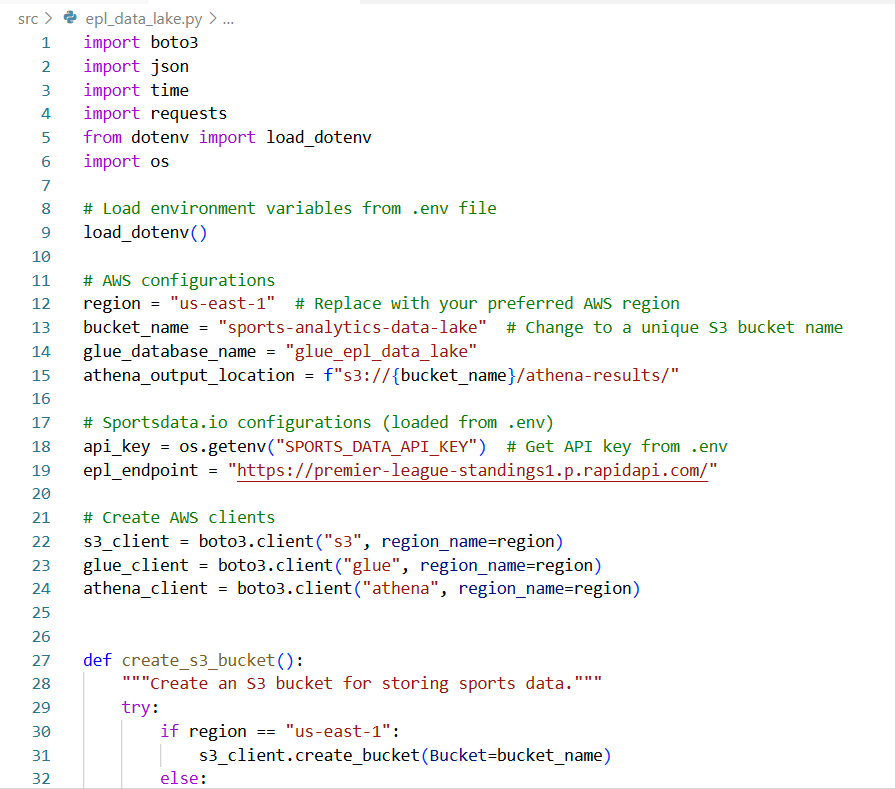 src > epl_data_lake.py > ...
1 import boto3
2 import json
3 import time
4 import requests
5 from dotenv import load_dotenv
6 import os
7
8 # Load environment variables from .env file
9 load_dotenv()
10
11 # AWS configurations
12 region = "us-east-1"  # Replace with your preferred AWS region
13 bucket_name = "sports-analytics-data-lake"  # Change to a unique S3 bucket name
14 glue_database_name = "glue_epl_data_lake"
15 athena_output_location = f"s3://{bucket_name}/athena-results/"
16
17 # Sportsdata.io configurations (loaded from .env)
18 api_key = os.getenv("SPORTS_DATA_API_KEY")  # Get API key from .env
19 epl_endpoint = "https://premier-league-standings1.p.rapidapi.com/"
20
21 # Create AWS clients
22 s3_client = boto3.client("s3", region_name=region)
23 glue_client = boto3.client("glue", region_name=region)
24 athena_client = boto3.client("athena", region_name=region)
25
26
27 def create_s3_bucket():
28     """Create an S3 bucket for storing sports data."""
29     try:
30         if region == "us-east-1":
31             s3_client.create_bucket(Bucket=bucket_name)
32         else: